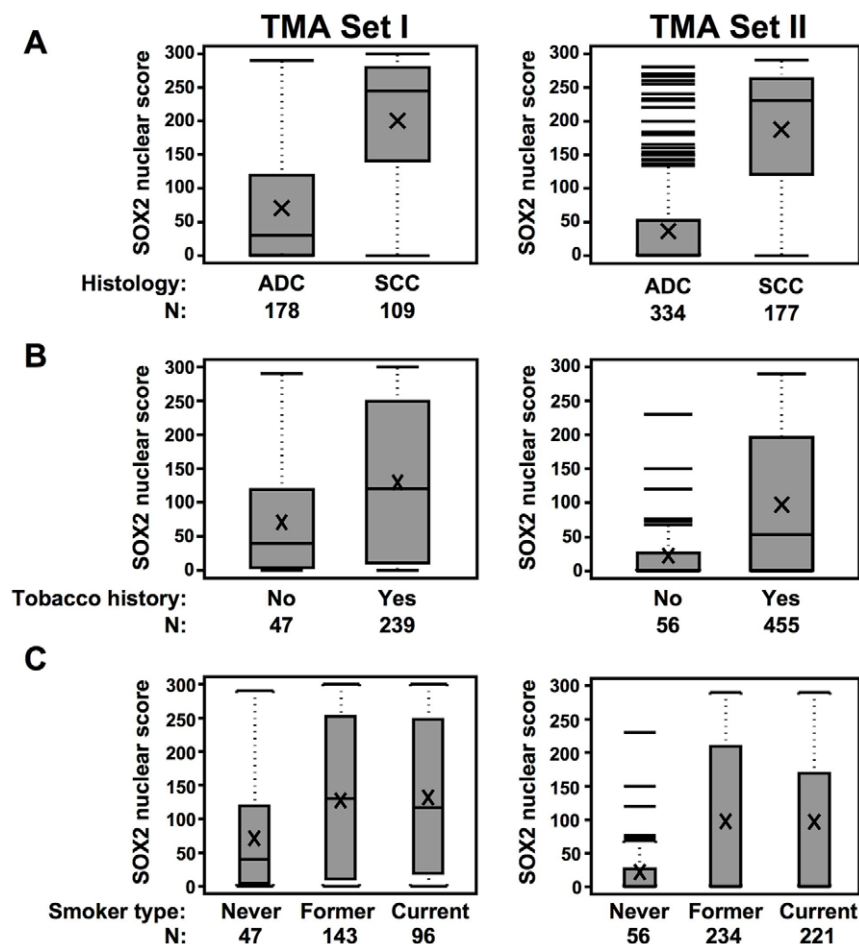 TMA Set I TMA Set II
A
SOX2 nuclear score
300
250
200
150
100
50
0
SOX2 nuclear score
300
250
200
150
100
50
0
Histology: ADC SCC ADC SCC
N: 178 109 334 177
B
SOX2 nuclear score
300
250
200
150
100
50
0
SOX2 nuclear score
300
250
200
150
100
50
0
Tobacco history: No Yes No Yes
N: 47 239 56 455
C
SOX2 nuclear score
300
250
200
150
100
50
0
SOX2 nuclear score
300
250
200
150
100
50
0
Smoker type: Never Former Current Never Former Current
N: 47 143 96 56 234 221